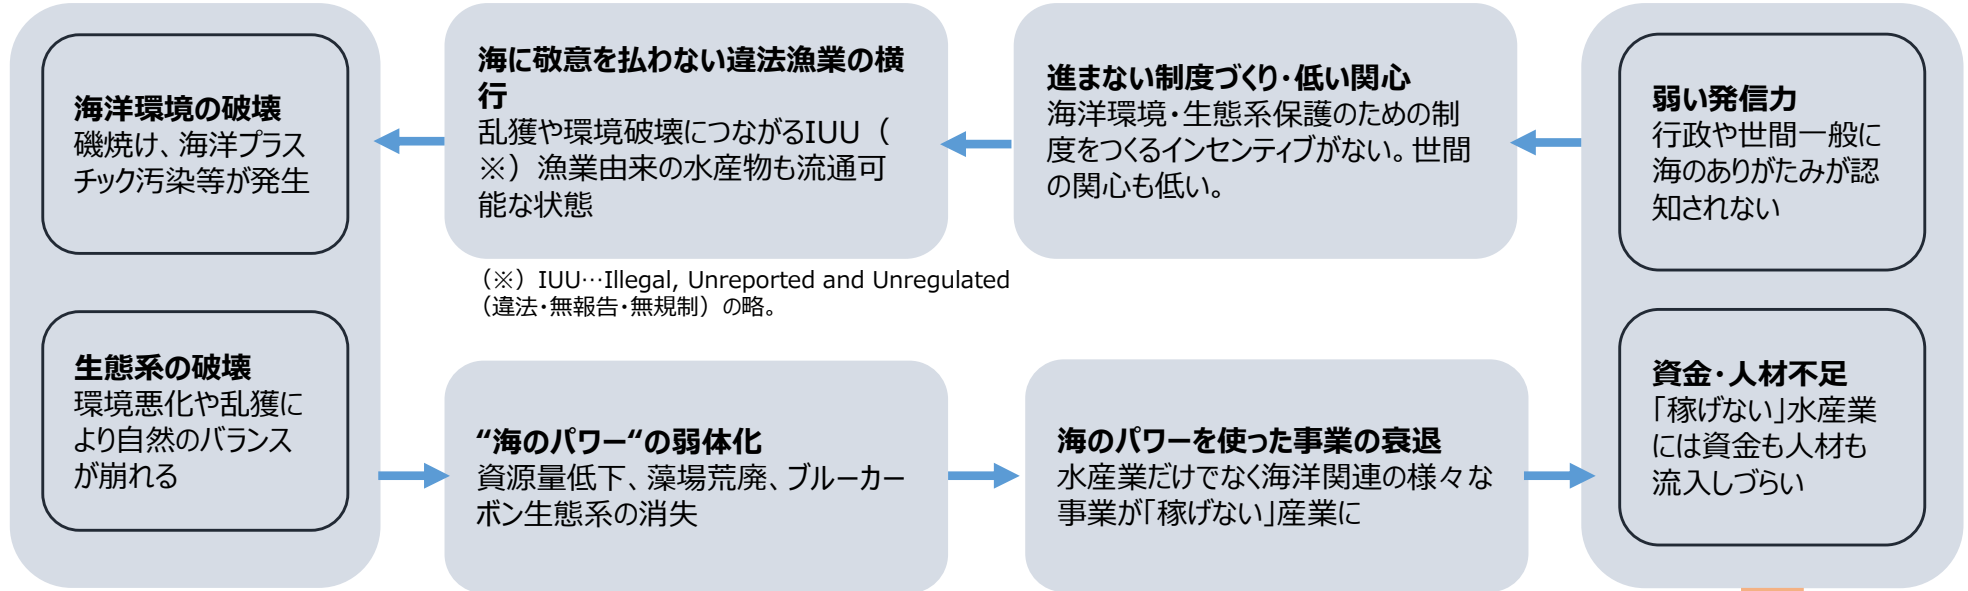 海洋環境の破壊
磯焼け、海洋プラス
チック汚染等が発生
海に敬意を払わない違法漁業の横
行
乱獲や環境破壊につながるIUU（
※）漁業由来の水産物も流通可
能な状態
進まない制度づくり・低い関心
海洋環境・生態系保護のための制
度をつくるインセンティブがない。世間
の関心も低い。
弱い発信力
行政や世間一般に
海のありがたみが認
知されない
（※）IUU…Illegal, Unreported and Unregulated
（違法・無報告・無規制）の略。
生態系の破壊
環境悪化や乱獲に
より自然のバランス
が崩れる
“海のパワー“の弱体化
資源量低下、藻場荒廃、ブルーカー
ボン生態系の消失
海のパワーを使った事業の衰退
水産業だけでなく海洋関連の様々な
事業が「稼げない」産業に
資金・人材不足
「稼げない」水産業
には資金も人材も
流入しづらい